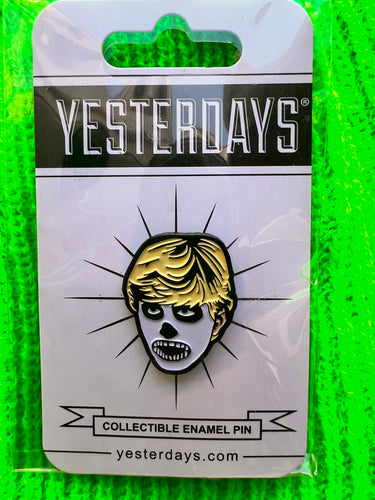 YESTERDAYS®
COLLECTIBLE ENAMEL PIN
yesterdays.com